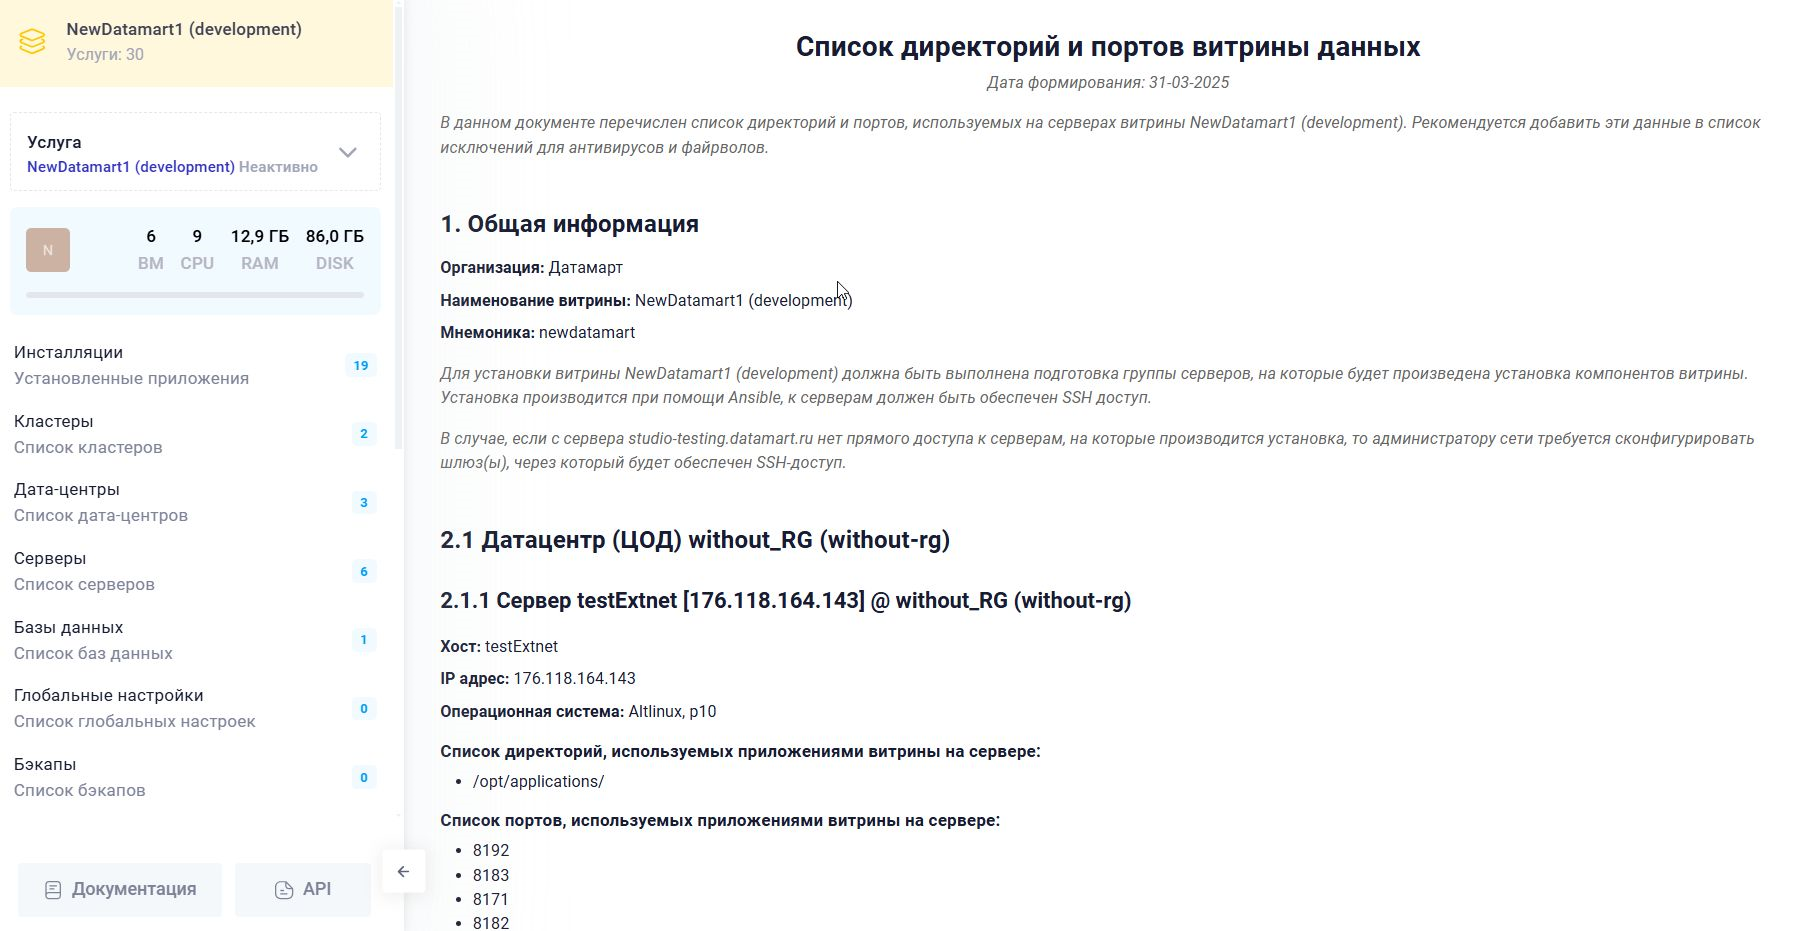 NewDatamart1 (development)
Услуги: 30
Услуга
NewDatamart1 (development) Неактивно
N
6 9 12,9 ГБ 86,0 ГБ
ВМ CPU RAM DISK
Инсталляции
Установленные приложения
19
Кластеры
Список кластеров
2
Дата-центры
Список дата-центров
3
Серверы
Список серверов
6
Базы данных
Список баз данных
1
Глобальные настройки
Список глобальных настроек
0
Бэкапы
Список бэкапов
0
Документация
API
Список директорий и портов витрины данных
Дата формирования: 31-03-2025
В данном документе перечислен список директорий и портов, используемых на серверах витрины NewDatamart1 (development). Рекомендуется добавить эти данные в список
исключений для антивирусов и файрволов.
1. Общая информация
Организация: Датамарт
Наименование витрины: NewDatamart1 (development)
Мнемоника: newdatamart
Для установки витрины NewDatamart1 (development) должна быть выполнена подготовка группы серверов, на которые будет произведена установка компонентов витрины.
Установка производится при помощи Ansible, к серверам должен быть обеспечен SSH доступ.
В случае, если с сервера studio-testing.datamart.ru нет прямого доступа к серверам, на которые производится установка, то администратору сети требуется сконфигурировать
шлюз(ы), через который будет обеспечен SSH-доступ.
2.1 Датацентр (ЦОД) without_RG (without-rg)
2.1.1 Сервер testExtnet [176.118.164.143] @ without_RG (without-rg)
Хост: testExtnet
IP адрес: 176.118.164.143
Операционная система: Altlinux, p10
Список директорий, используемых приложениями витрины на сервере:
• /opt/applications/
Список портов, используемых приложениями витрины на сервере:
• 8192
• 8183
• 8171
• 8182